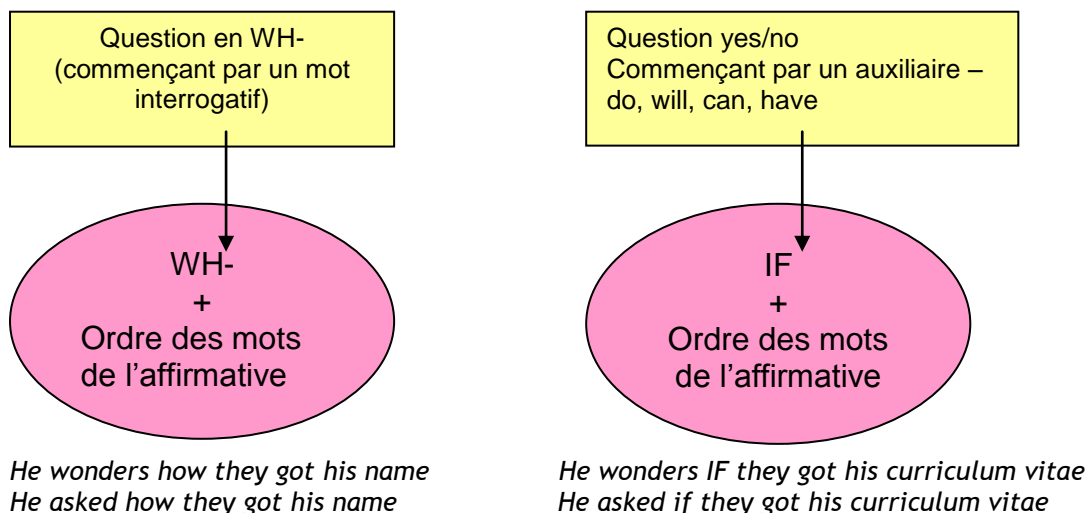 Question en WH-
(commençant par un mot
interrogatif)
Question yes/no
Commençant par un auxiliaire –
do, will, can, have
WH-
+
Ordre des mots
de l’affirmative
IF
+
Ordre des mots
de l’affirmative
He wonders how they got his name
He asked how they got his name
He wonders IF they got his curriculum vitae
He asked if they got his curriculum vitae